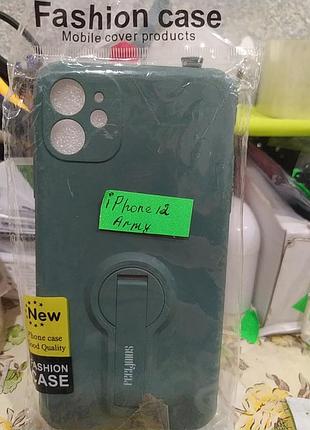 Fashion case
Mobile cover products
iPhone 12
Army
New
Phone case
Good Quality
FASHION
CASE